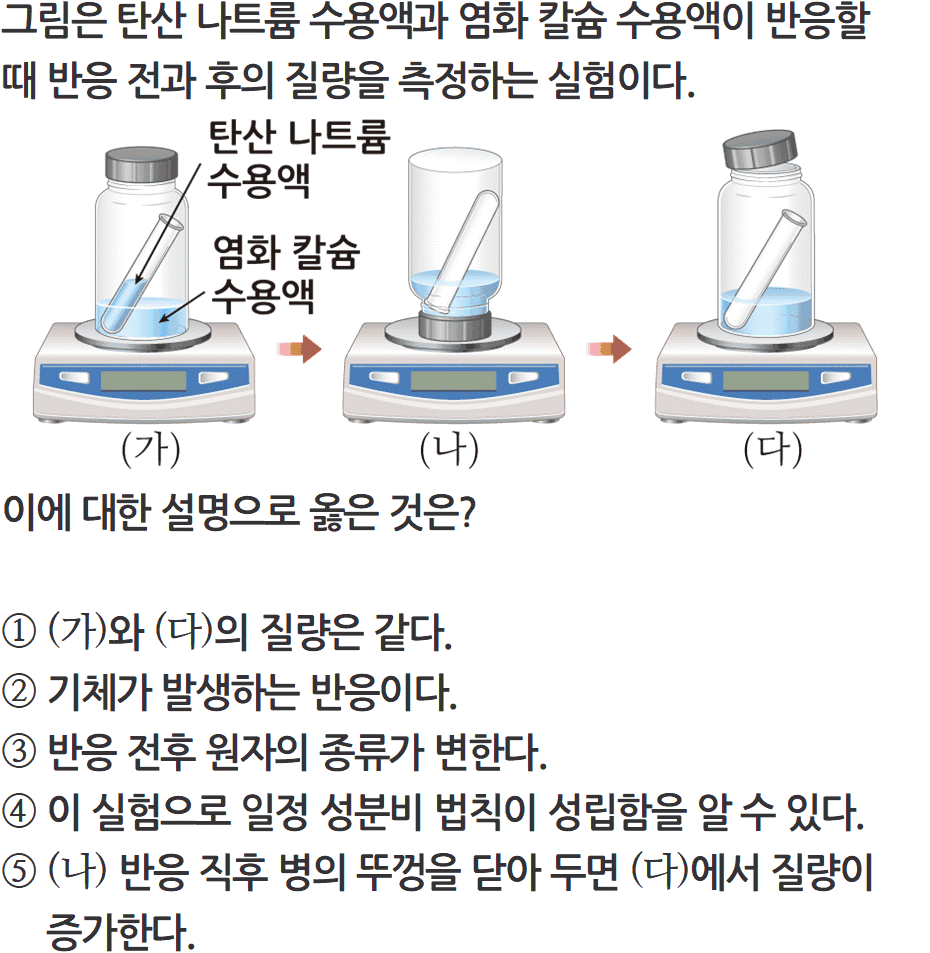 그림은 탄산 나트륨 수용액과 염화 칼슘 수용액이 반응할
때 반응 전과 후의 질량을 측정하는 실험이다.
탄산 나트륨
수용액
염화 칼슘
수용액
(가)
(나)
(다)
이에 대한 설명으로 옳은 것은?
① (가)와 (다)의 질량은 같다.
② 기체가 발생하는 반응이다.
③ 반응 전후 원자의 종류가 변한다.
④ 이 실험으로 일정 성분비 법칙이 성립함을 알 수 있다.
⑤ (나) 반응 직후 병의 뚜껑을 닫아 두면 (다)에서 질량이
증가한다.